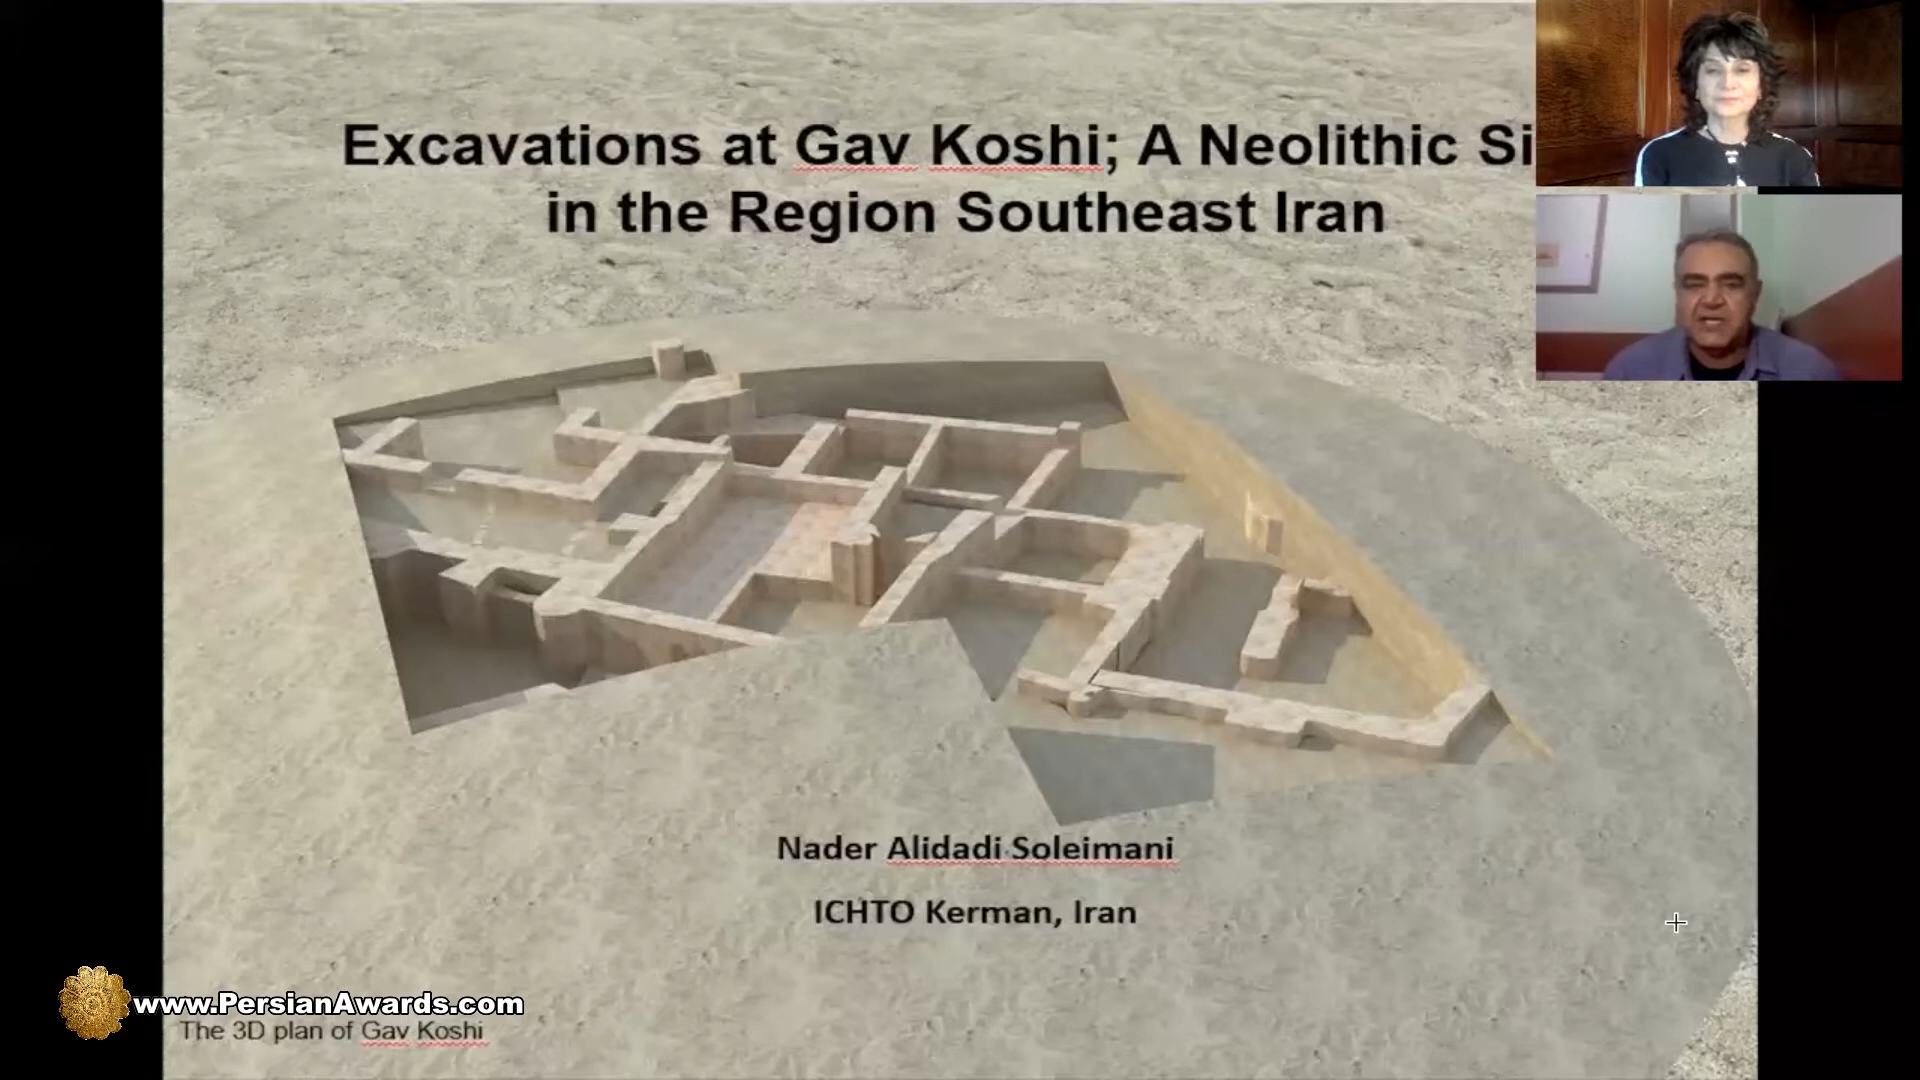 Excavations at Gav Koshi; A Neolithic Si
in the Region Southeast Iran
Nader Alidadi Soleimani
ICHTO Kerman, Iran
www.PersianAwards.com
The 3D plan of Gav Koshi